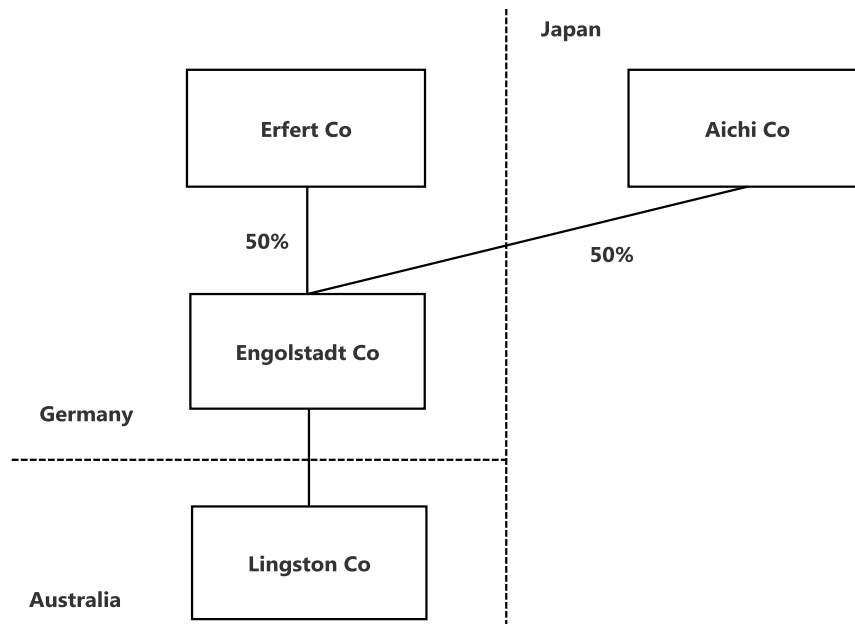 Japan
Erfert Co
Aichi Co
50%
50%
Engolstadt Co
Germany
Lingston Co
Australia